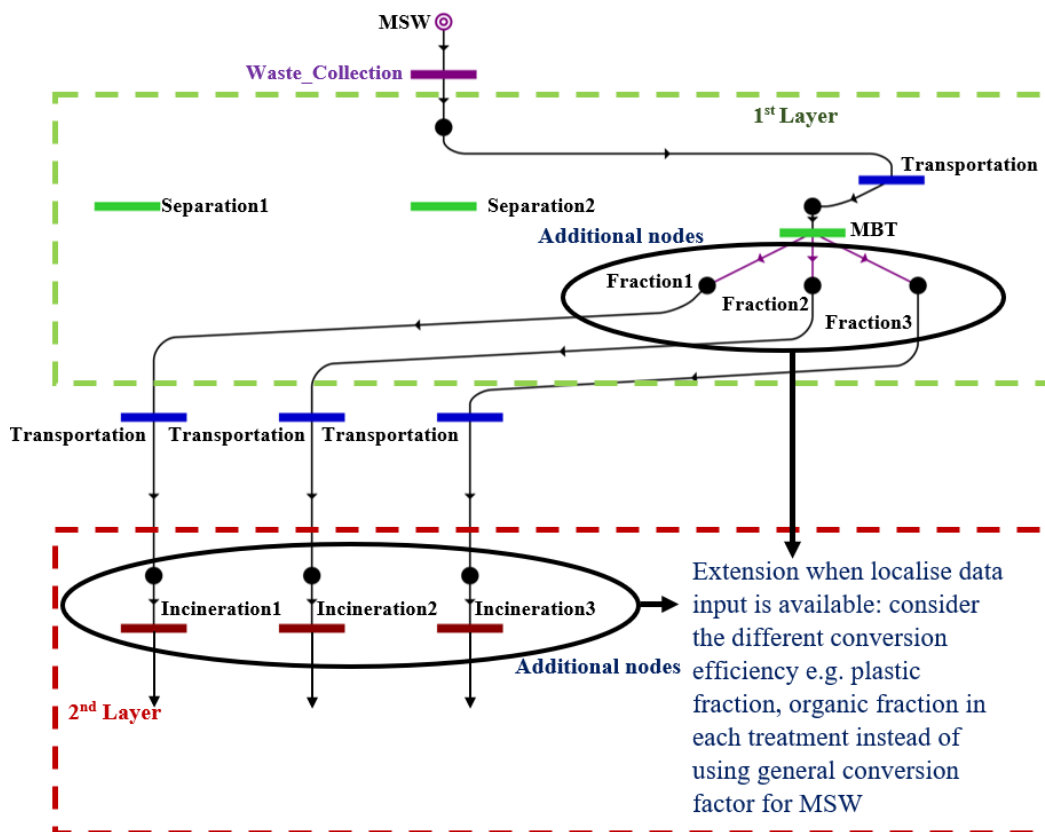 MSW
Waste_Collection
1st Layer
Transportation
Separation1
Separation2
MBT
Additional nodes
Fraction1
Fraction2
Fraction3
Transportation
Transportation
Transportation
Extension when localise data
input is available: consider
the different conversion
efficiency e.g. plastic
fraction, organic fraction in
each treatment instead of
using general conversion
factor for MSW
Incineration1
Incineration2
Incineration3
Additional nodes
2nd Layer